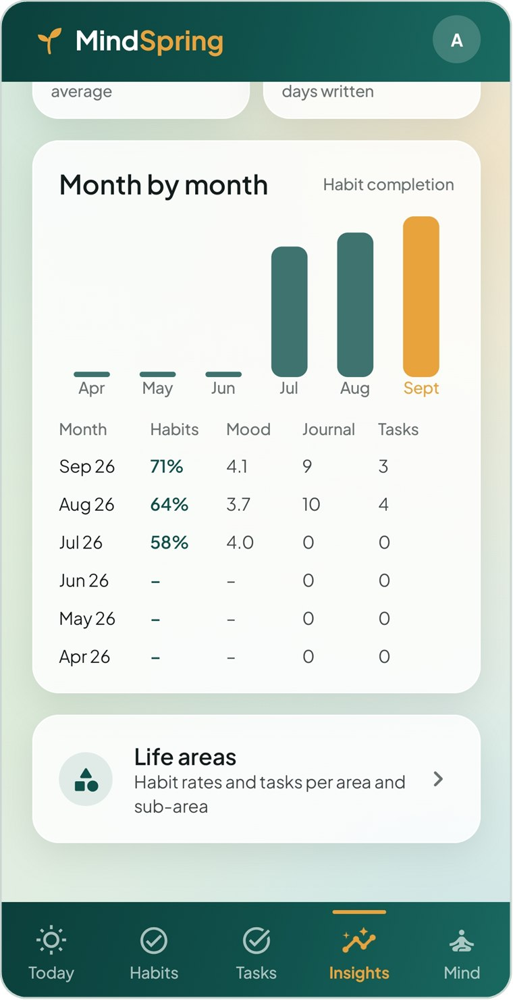 MindSpring
A
average
days written
Month by month
Habit completion
Apr May Jun Jul Aug Sept
Month Habits Mood Journal Tasks
Sep 26 71% 4.1 9 3
Aug 26 64% 3.7 10 4
Jul 26 58% 4.0 0 0
Jun 26 – – 0 0
May 26 – – 0 0
Apr 26 – – 0 0
Life areas
Habit rates and tasks per area and
sub-area
Today Habits Tasks Insights Mind